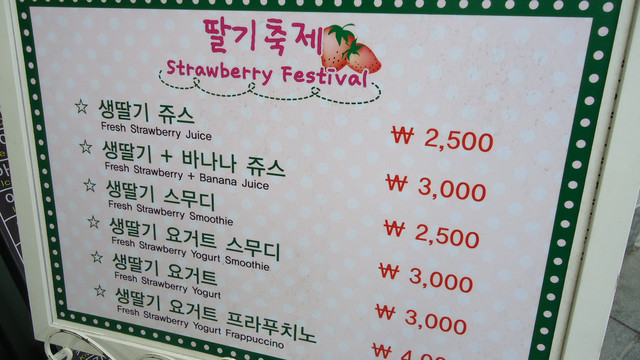 딸기축제
Strawberry Festival
☆ 생딸기 쥬스 ₩ 2,500
Fresh Strawberry Juice
☆ 생딸기 + 바나나 쥬스 ₩ 3,000
Fresh Strawberry + Banana Juice
☆ 생딸기 스무디 ₩ 2,500
Fresh Strawberry Smoothie
☆ 생딸기 요거트 스무디 ₩ 3,000
Fresh Strawberry Yogurt Smoothie
☆ 생딸기 요거트 ₩ 3,000
Fresh Strawberry Yogurt
☆ 생딸기 요거트 프라푸치노
Fresh Strawberry Yogurt Frappuccino